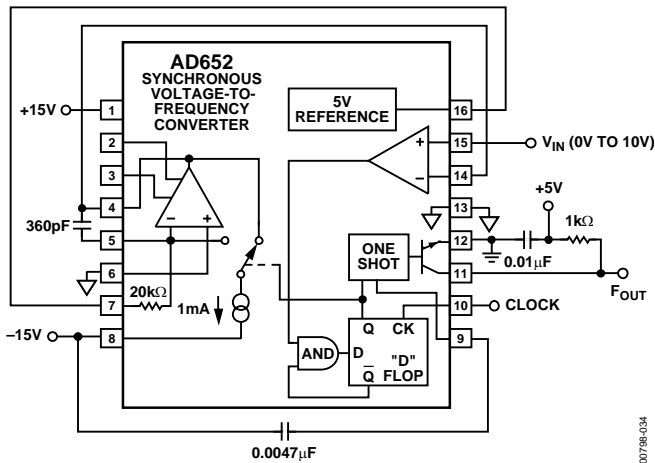 AD652
SYNCHRONOUS
VOLTAGE-TO-
FREQUENCY
CONVERTER
5V
REFERENCE
+15V
1
2
3
4
5
6
7
8
16
15
14
13
12
11
10
9
VIN (0V TO 10V)
+
–
+5V
1kΩ
0.01µF
FOUT
CLOCK
360pF
–
+
20kΩ
1mA
–15V
ONE
SHOT
AND
Q
CK
D
"D"
FLOP
Q̅
0.0047µF
00798-034